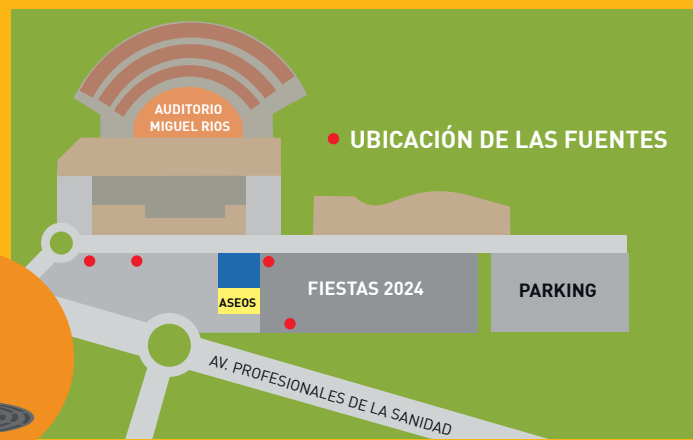 AUDITORIO
MIGUEL RIOS
UBICACIÓN DE LAS FUENTES
FIESTAS 2024
PARKING
ASEOS
AV. PROFESIONALES DE LA SANIDAD